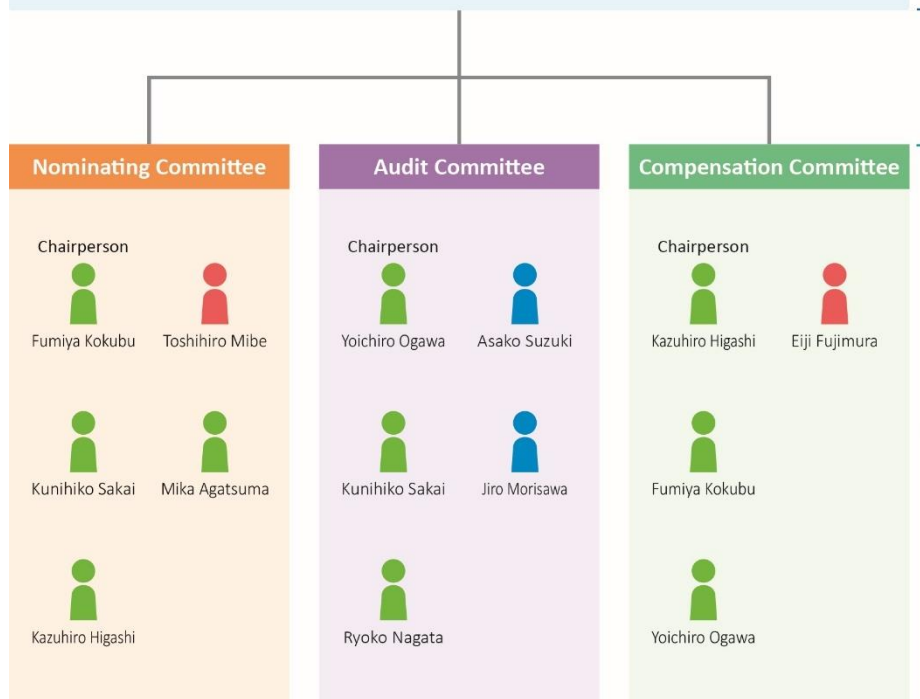 Nominating Committee
Chairperson
Fumiya Kokubu
Toshihiro Mibe
Kunihiko Sakai
Mika Agatsuma
Kazuhiro Higashi
Audit Committee
Chairperson
Yoichiro Ogawa
Asako Suzuki
Kunihiko Sakai
Jiro Morisawa
Ryoko Nagata
Compensation Committee
Chairperson
Kazuhiro Higashi
Eiji Fujimura
Fumiya Kokubu
Yoichiro Ogawa